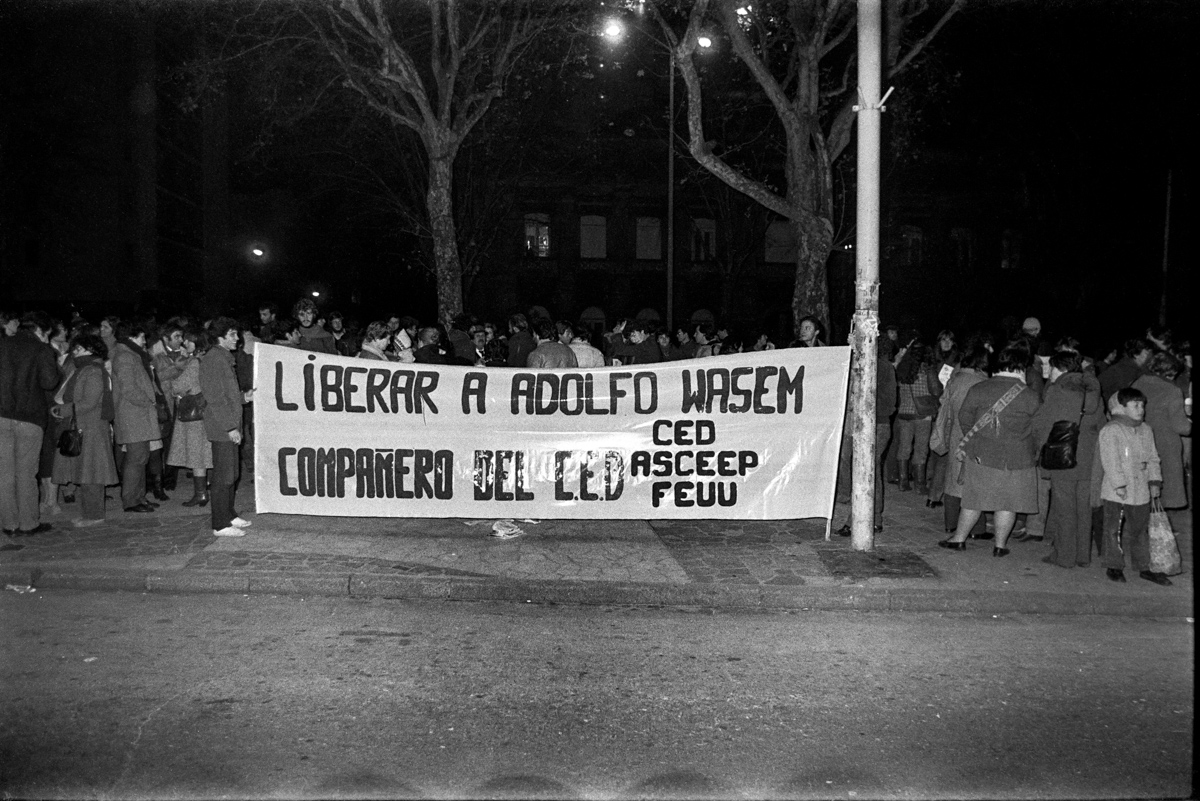 LIBERAR A ADOLFO WASEM
COMPAÑERO DEL C.E.D
CED
ASCEEP
FEUU